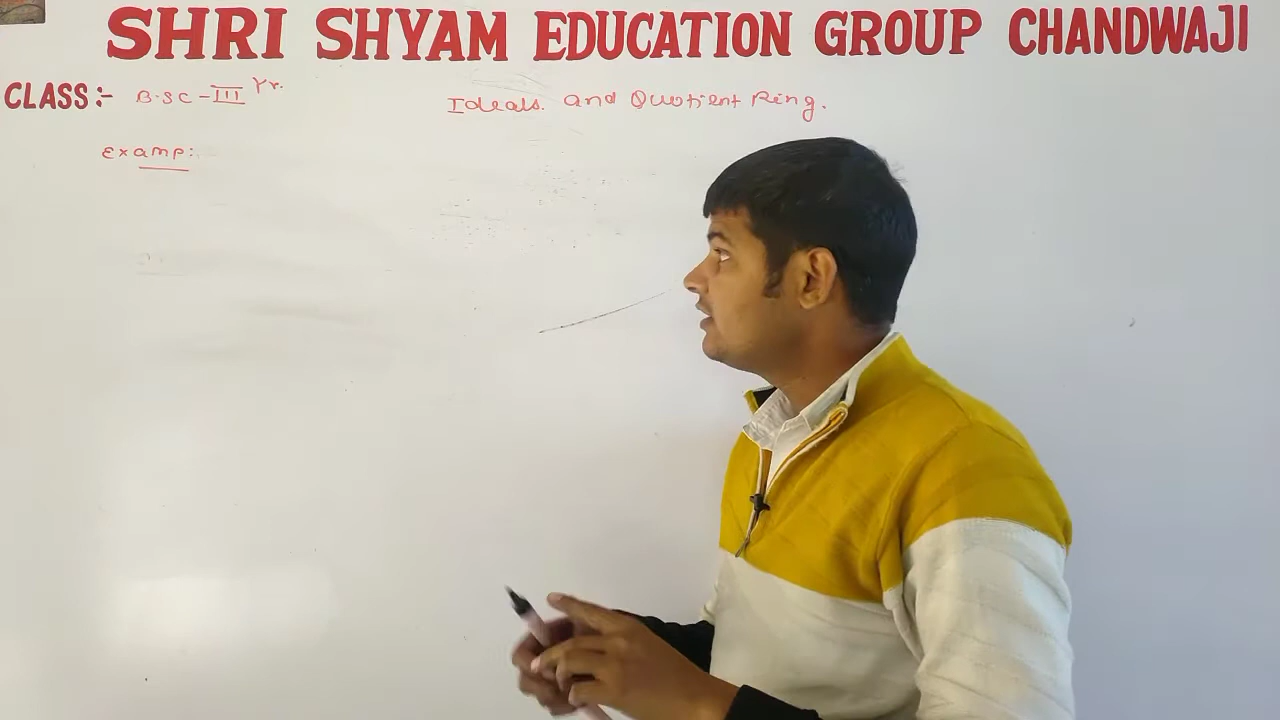 SHRI SHYAM EDUCATION GROUP CHANDWAJI
CLASS:- B.SC - III Yr.
Ideals and Quotient Ring.
Examp: